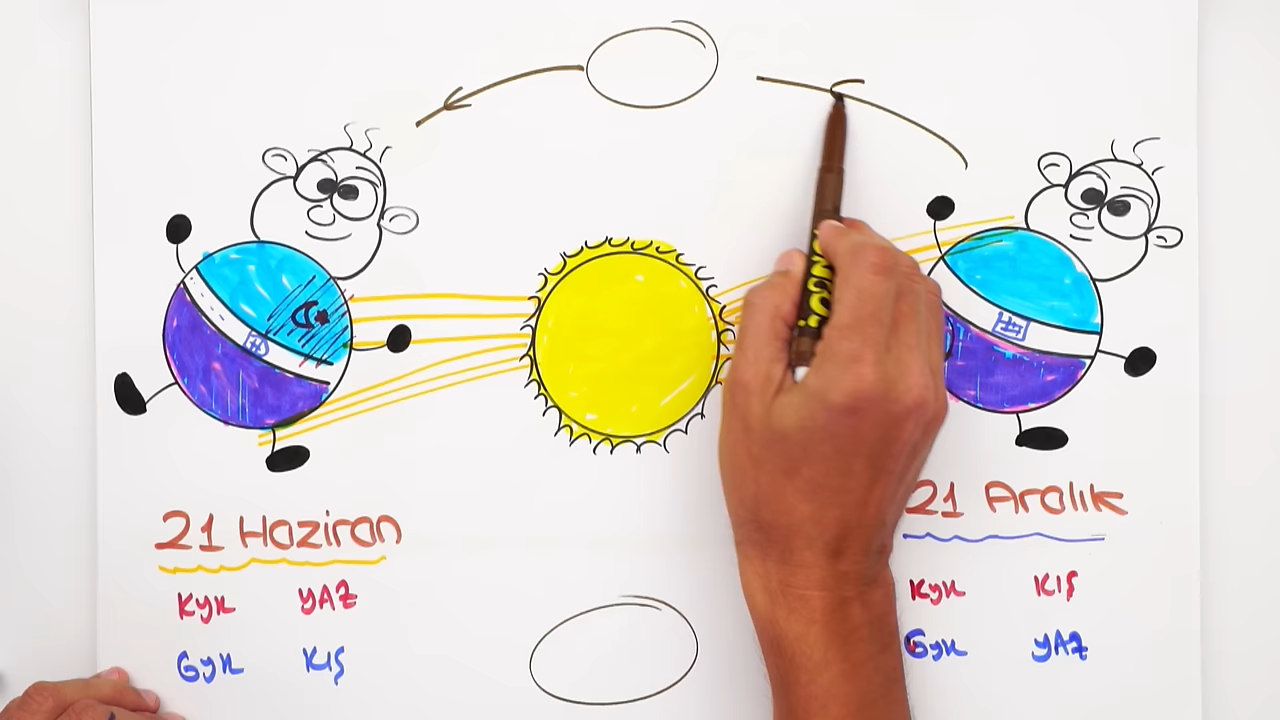 21 Haziran
KYK YAZ
GYK KIŞ
21 Aralık
KYK KIŞ
GYK YAZ